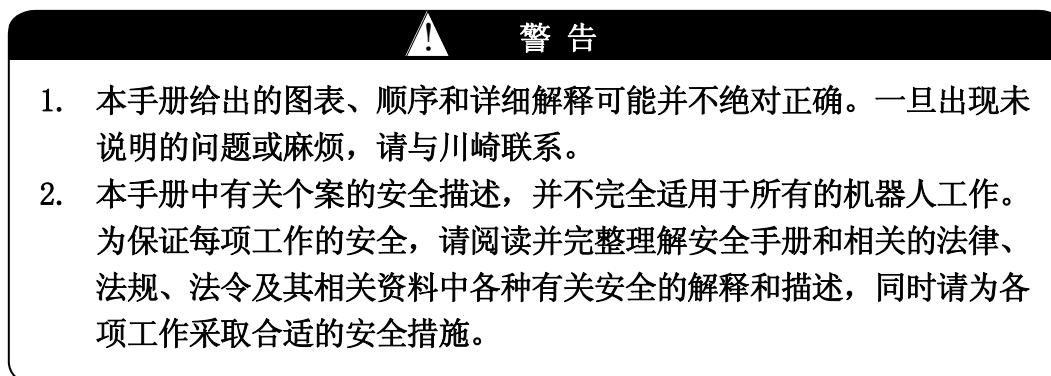 警 告
1. 本手册给出的图表、顺序和详细解释可能并不绝对正确。一旦出现未
说明的问题或麻烦，请与川崎联系。
2. 本手册中有关个案的安全描述，并不完全适用于所有的机器人工作。
为保证每项工作的安全，请阅读并完整理解安全手册和相关的法律、
法规、法令及其相关资料中各种有关安全的解释和描述，同时请为各
项工作采取合适的安全措施。